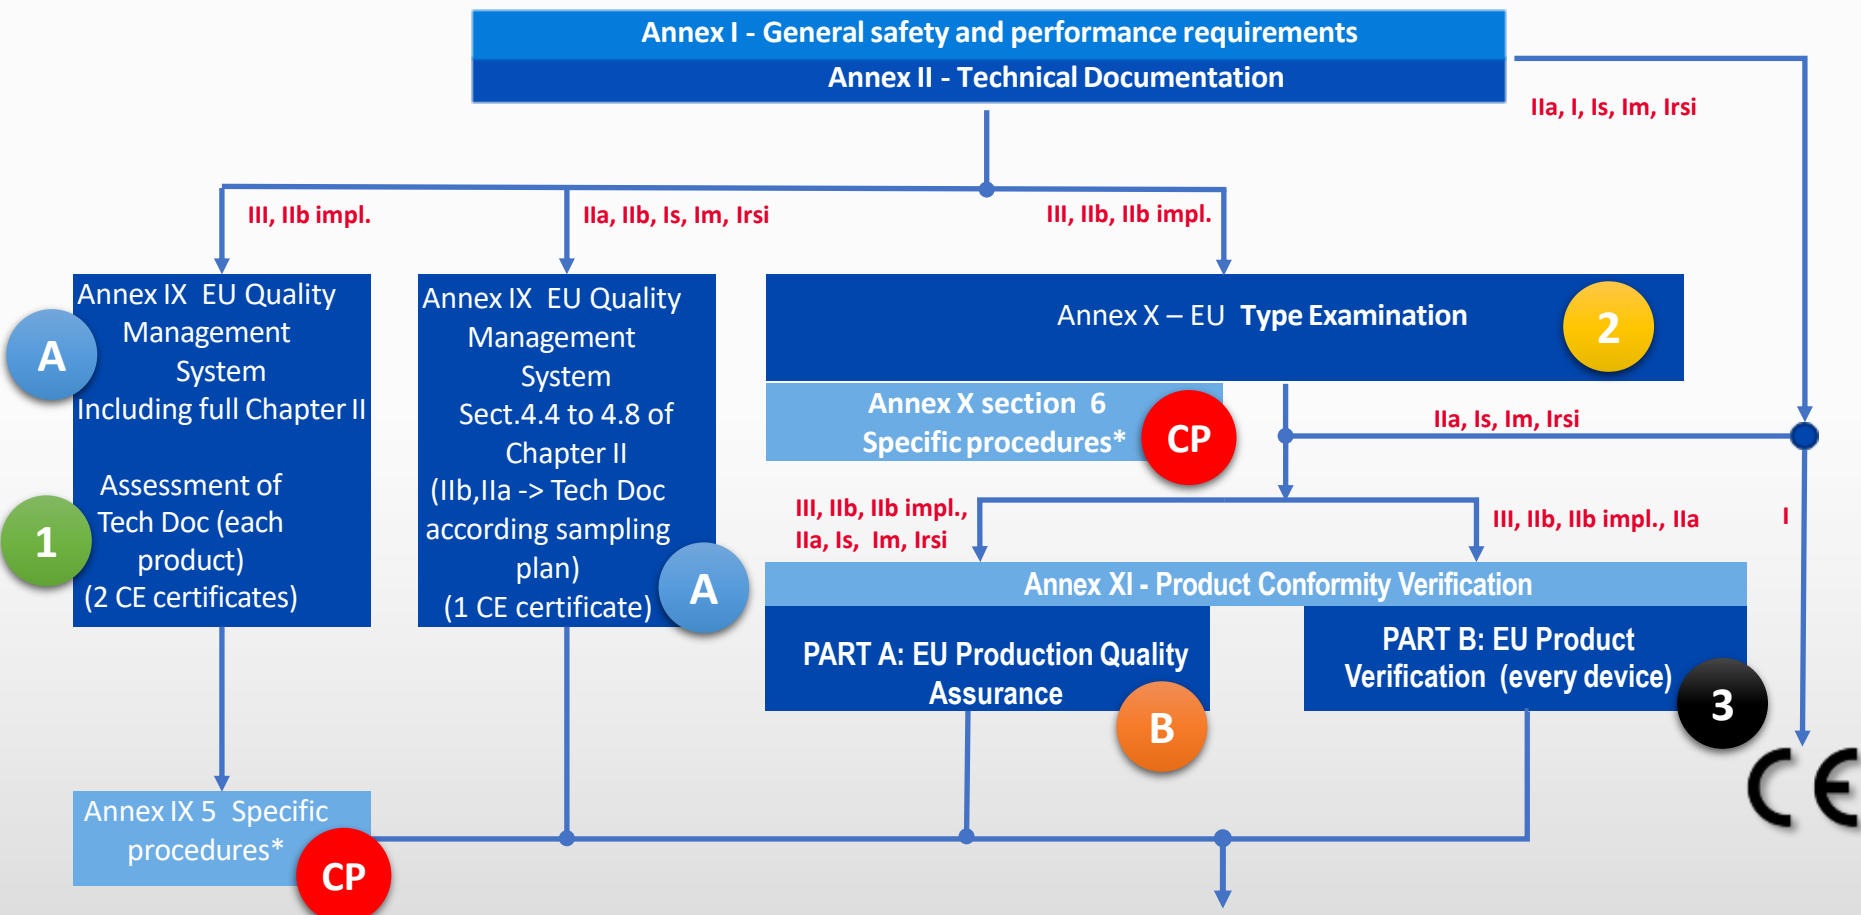 Annex I - General safety and performance requirements
Annex II - Technical Documentation
IIa, I, Is, Im, Irsi
III, IIb impl.
IIa, IIb, Is, Im, Irsi
III, IIb, IIb impl.
Annex IX EU Quality
Management
System
Including full Chapter II
A
Assessment of
Tech Doc (each
product)
(2 CE certificates)
1
Annex IX EU Quality
Management
System
Sect.4.4 to 4.8 of
Chapter II
(IIb,IIa -> Tech Doc
according sampling
plan)
(1 CE certificate)
A
Annex X – EU Type Examination
2
Annex X section 6
Specific procedures*
CP
IIa, Is, Im, Irsi
III, IIb, IIb impl.,
IIa, Is, Im, Irsi
III, IIb, IIb impl., IIa
I
Annex XI - Product Conformity Verification
PART A: EU Production Quality
Assurance
B
PART B: EU Product
Verification (every device)
3
CE
Annex IX 5 Specific
procedures*
CP